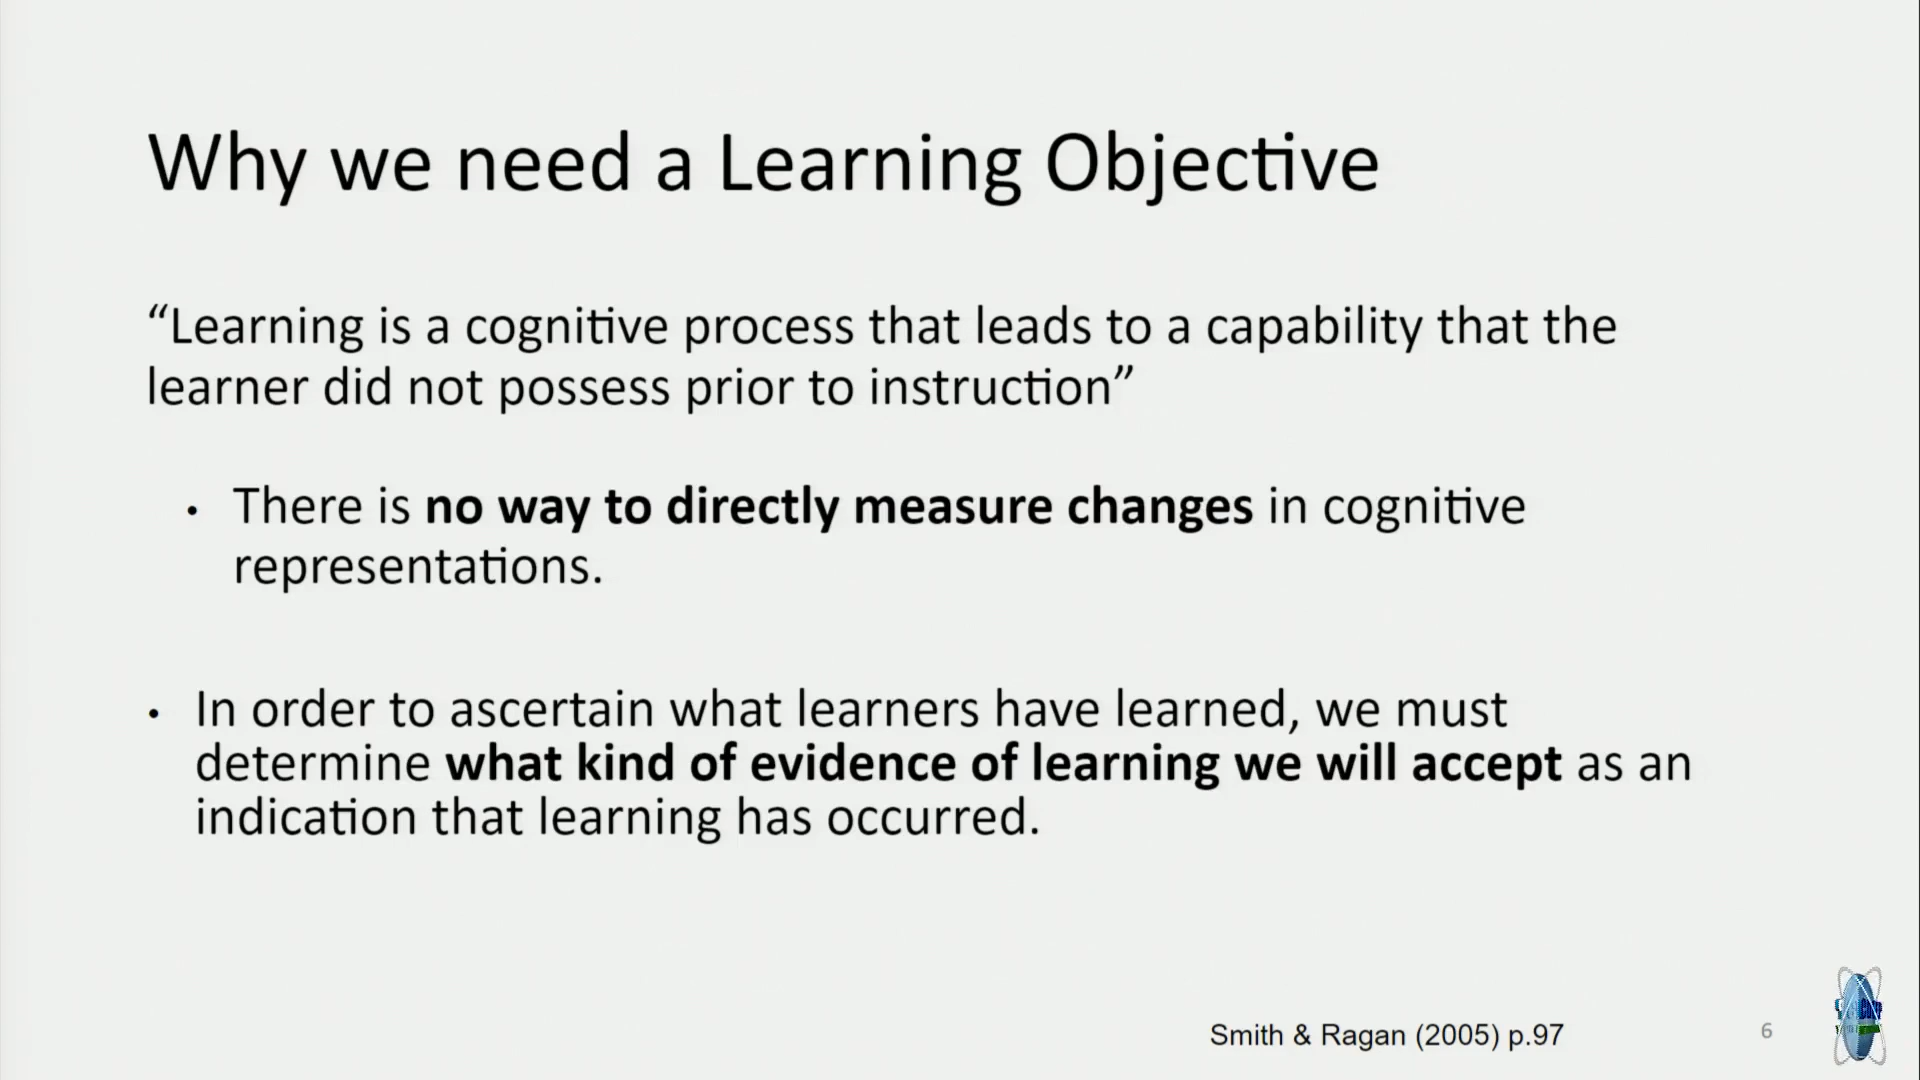 Why we need a Learning Objective
“Learning is a cognitive process that leads to a capability that the
learner did not possess prior to instruction”
• There is no way to directly measure changes in cognitive
representations.
• In order to ascertain what learners have learned, we must
determine what kind of evidence of learning we will accept as an
indication that learning has occurred.
Smith & Ragan (2005) p.97
6